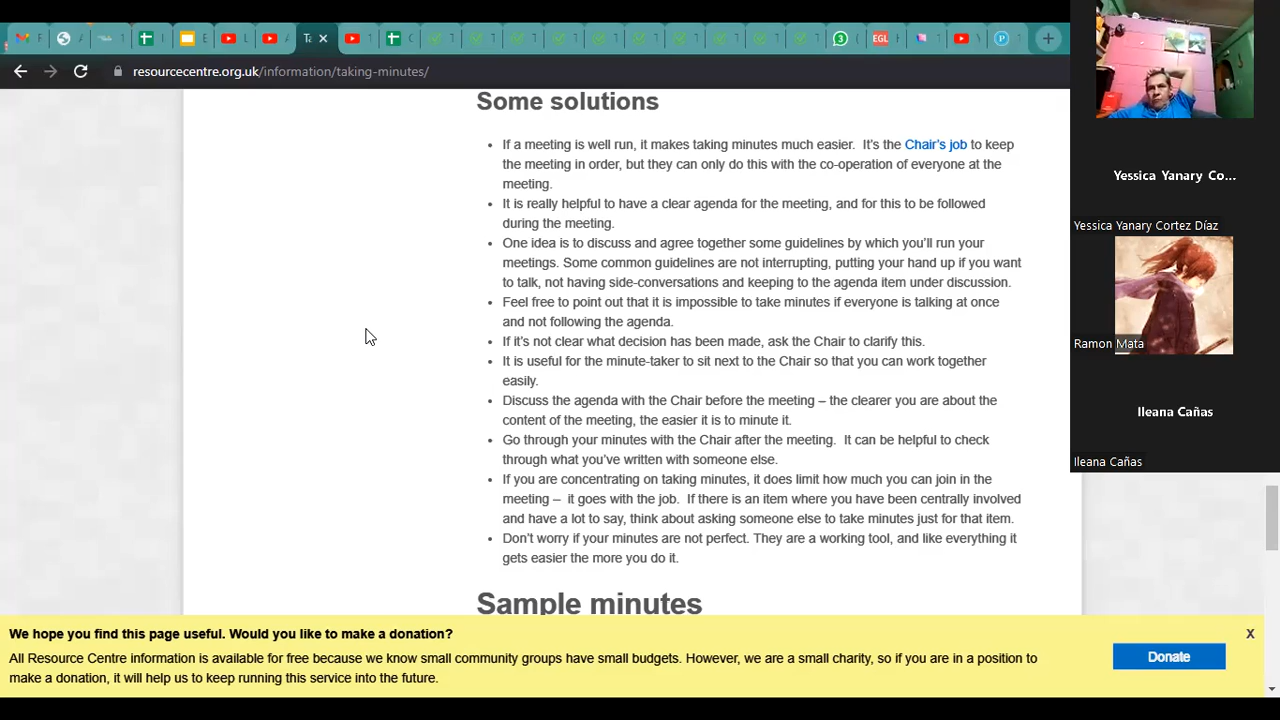 resourcecentre.org.uk/information/taking-minutes/
Some solutions
• If a meeting is well run, it makes taking minutes much easier. It's the Chair's job to keep
the meeting in order, but they can only do this with the co-operation of everyone at the
meeting.
• It is really helpful to have a clear agenda for the meeting, and for this to be followed
during the meeting.
• One idea is to discuss and agree together some guidelines by which you'll run your
meetings. Some common guidelines are not interrupting, putting your hand up if you want
to talk, not having side-conversations and keeping to the agenda item under discussion.
• Feel free to point out that it is impossible to take minutes if everyone is talking at once
and not following the agenda.
• If it's not clear what decision has been made, ask the Chair to clarify this.
• It is useful for the minute-taker to sit next to the Chair so that you can work together
easily.
• Discuss the agenda with the Chair before the meeting – the clearer you are about the
content of the meeting, the easier it is to minute it.
• Go through your minutes with the Chair after the meeting. It can be helpful to check
through what you've written with someone else.
• If you are concentrating on taking minutes, it does limit how much you can join in the
meeting – it goes with the job. If there is an item where you have been centrally involved
and have a lot to say, think about asking someone else to take minutes just for that item.
• Don't worry if your minutes are not perfect. They are a working tool, and like everything it
gets easier the more you do it.
Sample minutes
We hope you find this page useful. Would you like to make a donation?
X
All Resource Centre information is available for free because we know small community groups have small budgets. However, we are a small charity, so if you are in a position to
make a donation, it will help us to keep running this service into the future.
Donate
Yessica Yanary Co...
Yessica Yanary Cortez Díaz
Ramon Mata
Ileana Cañas
Ileana Cañas